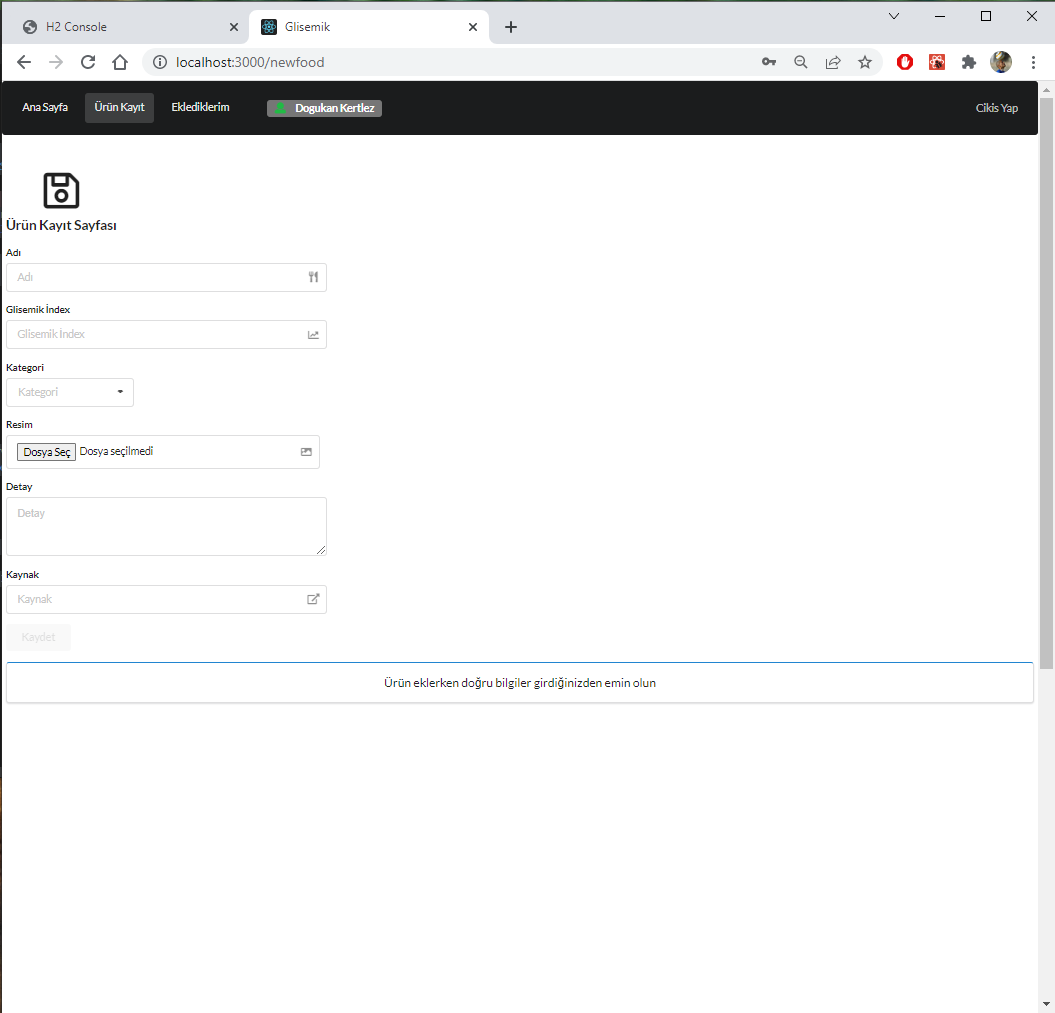 H2 Console
Glisemik
localhost:3000/newfood
Ana Sayfa Ürün Kayıt Eklediklerim Dogukan Kertlez Cikis Yap
Ürün Kayıt Sayfası
Adı
Adı
Glisemik İndex
Glisemik İndex
Kategori
Kategori
Resim
Dosya Seç Dosya seçilmedi
Detay
Detay
Kaynak
Kaynak
Kaydet
Ürün eklerken doğru bilgiler girdiğinizden emin olun